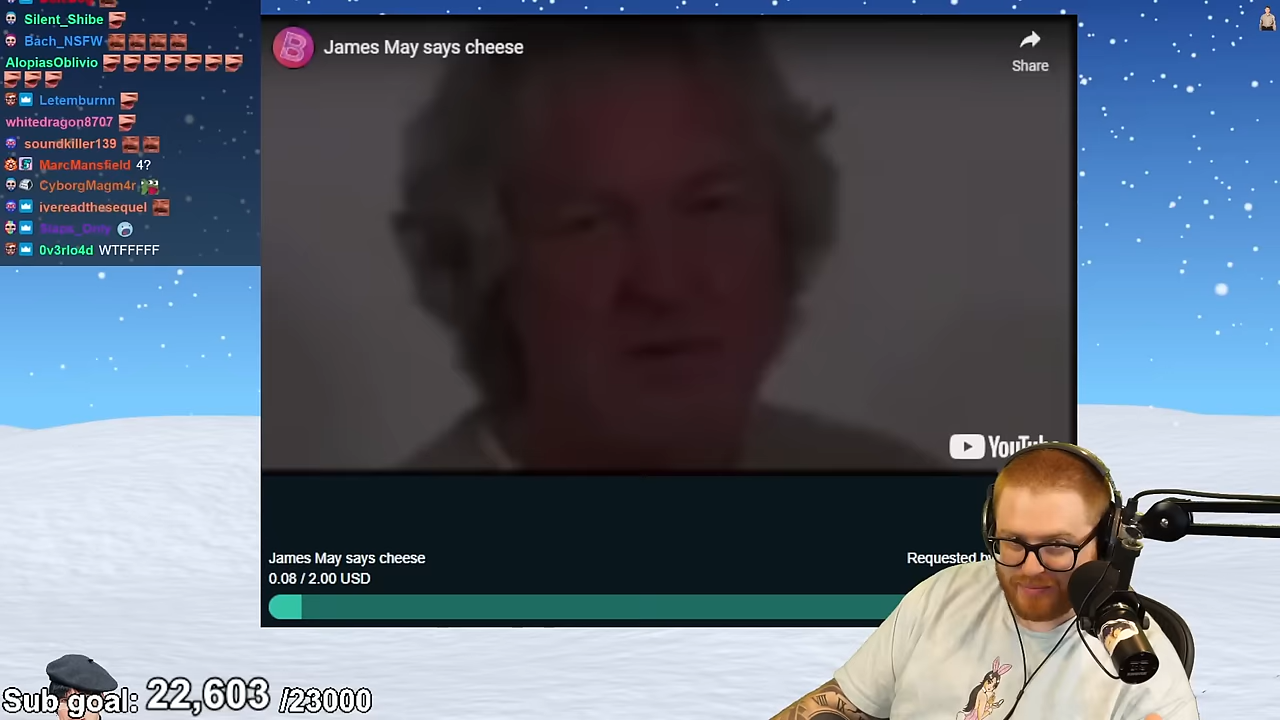 Silent_Shibe
Bach_NSFW
AlopiasOblivio
Letemburnn
whitedragon8707
soundkiller139
MarcMansfield 4?
CyborgMagm4r
ivereadthesequel
0v3rlo4d WTFFFFF
James May says cheese
Share
YouTu
James May says cheese
0.08 / 2.00 USD
Requested by
Sub goal: 22,603 /23000